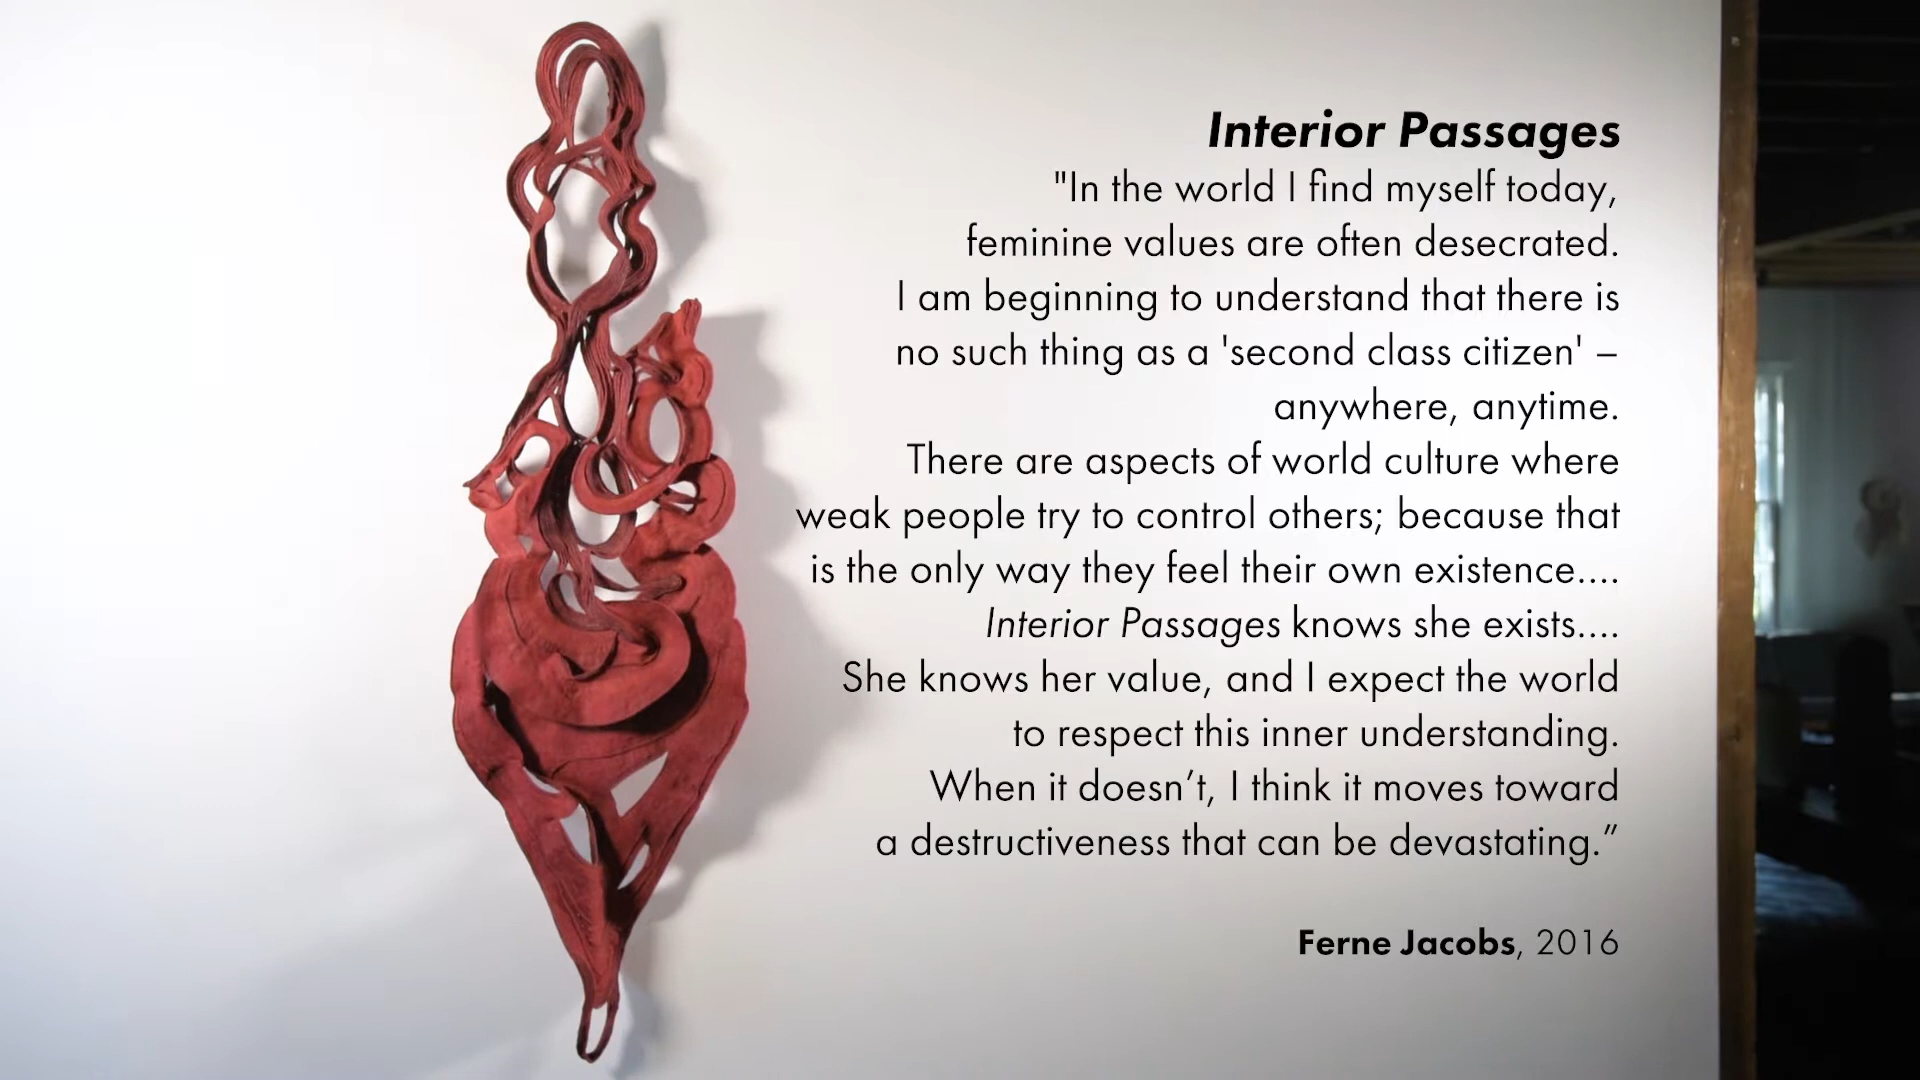 Interior Passages
"In the world I find myself today,
feminine values are often desecrated.
I am beginning to understand that there is
no such thing as a 'second class citizen' –
anywhere, anytime.
There are aspects of world culture where
weak people try to control others; because that
is the only way they feel their own existence....
Interior Passages knows she exists....
She knows her value, and I expect the world
to respect this inner understanding.
When it doesn’t, I think it moves toward
a destructiveness that can be devastating.”
Ferne Jacobs, 2016